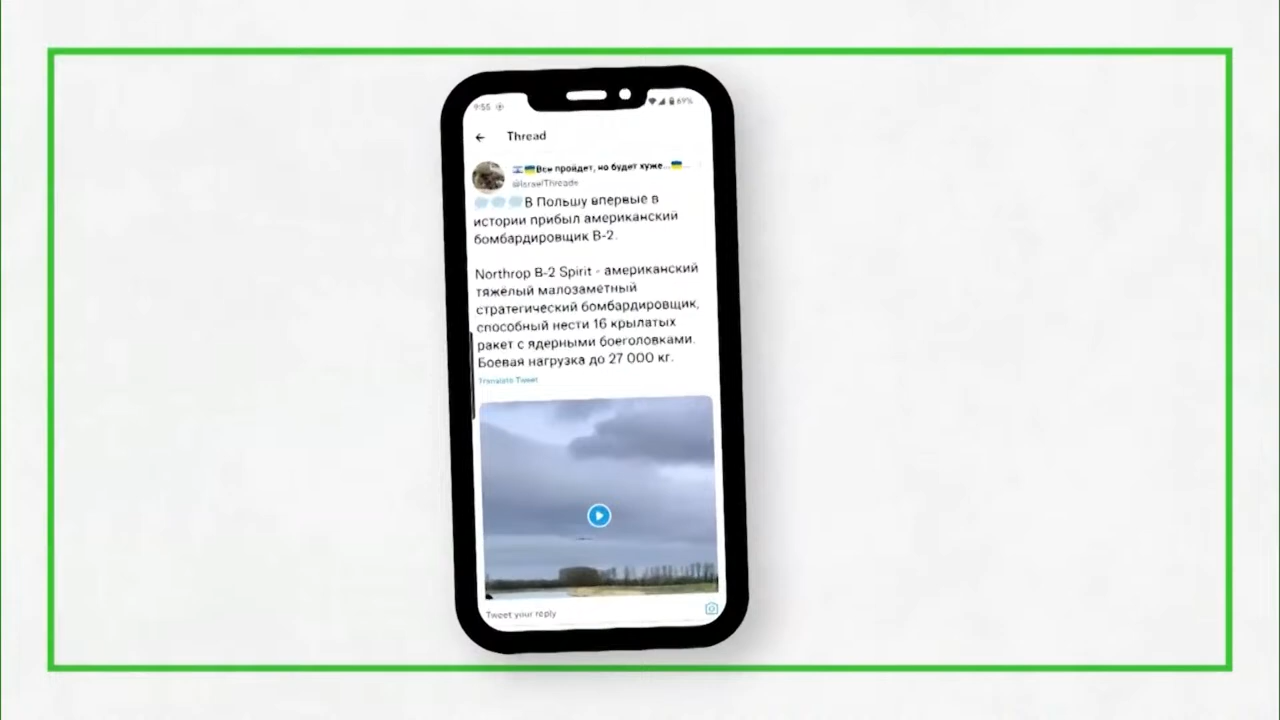 9:55
69%
Thread
Все пройдет, но будет хуже...
@IsraelThreade
В Польшу впервые в
истории прибыл американский
бомбардировщик B-2.
Northrop B-2 Spirit - американский
тяжёлый малозаметный
стратегический бомбардировщик,
способный нести 16 крылатых
ракет с ядерными боеголовками.
Боевая нагрузка до 27 000 кг.
Translate Tweet
Tweet your reply